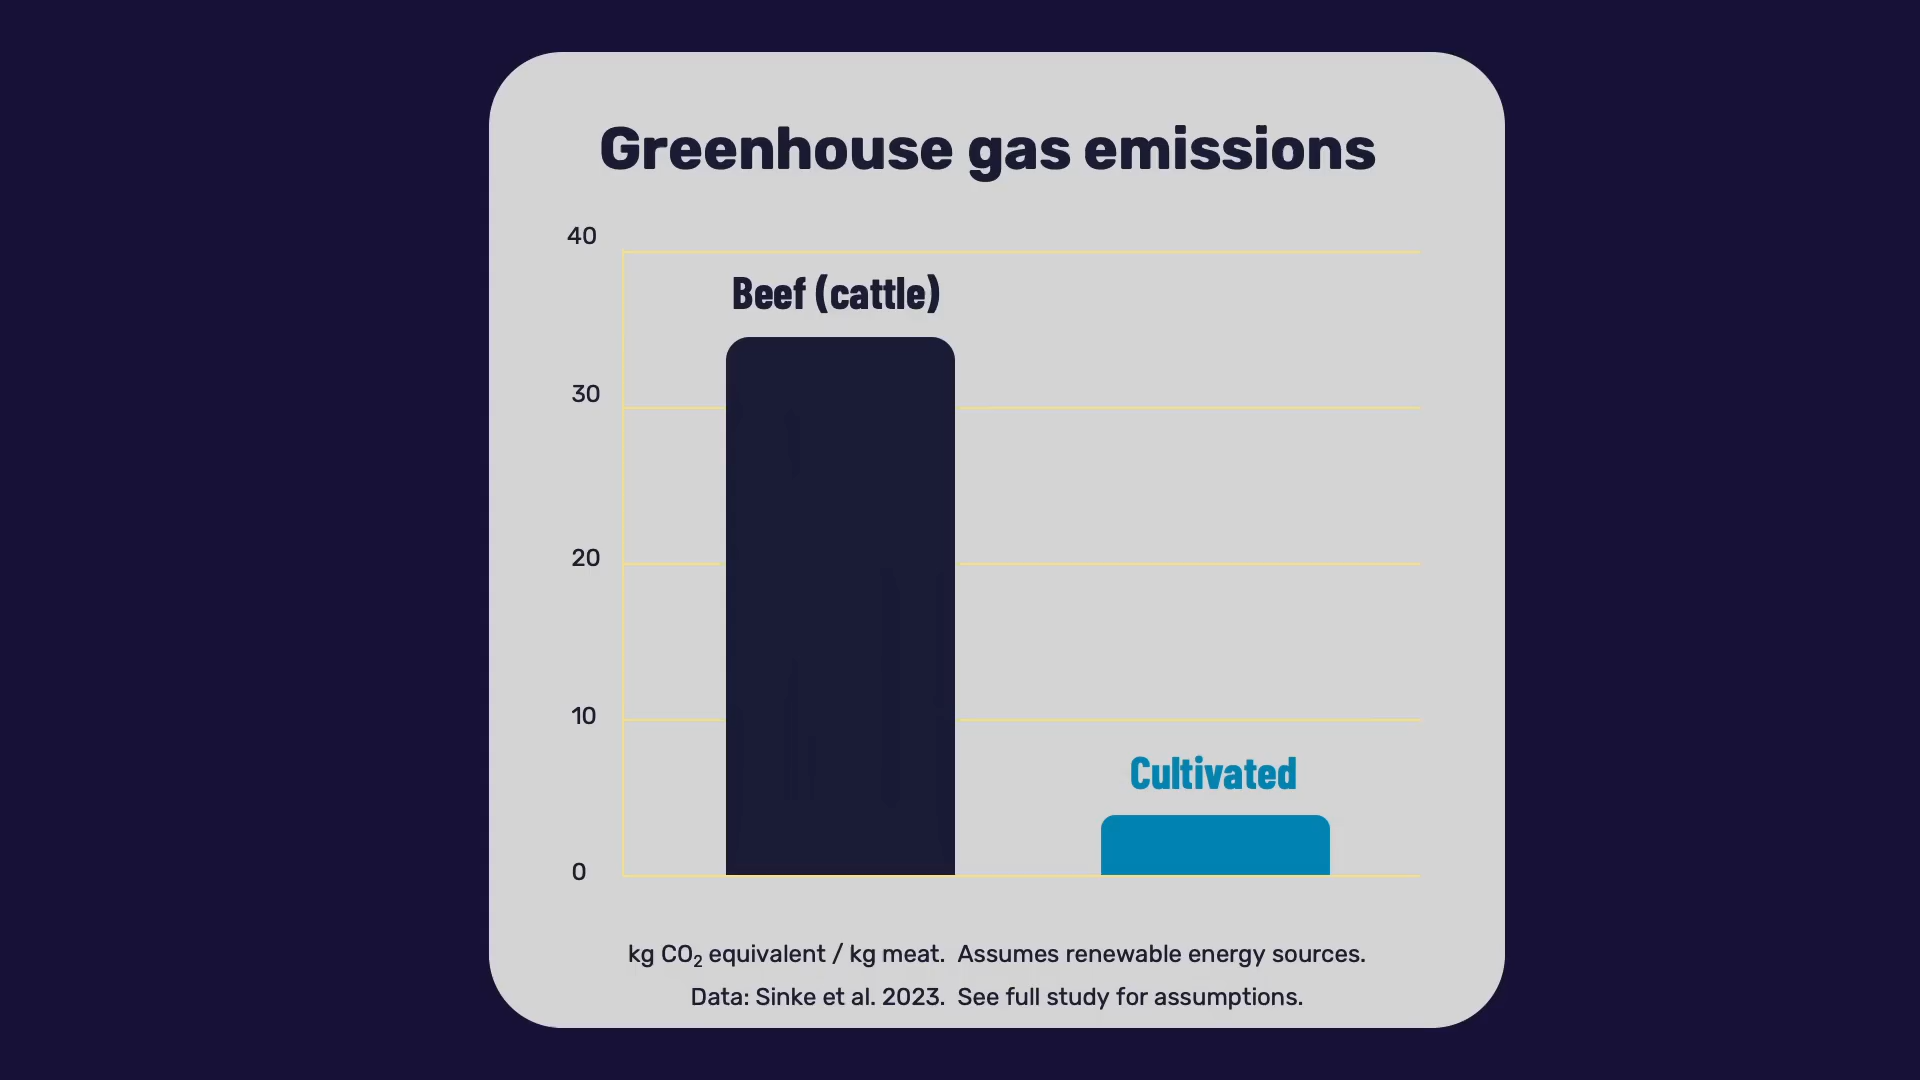 Greenhouse gas emissions
40
Beef (cattle)
30
20
10
Cultivated
0
kg CO₂ equivalent / kg meat. Assumes renewable energy sources.
Data: Sinke et al. 2023. See full study for assumptions.